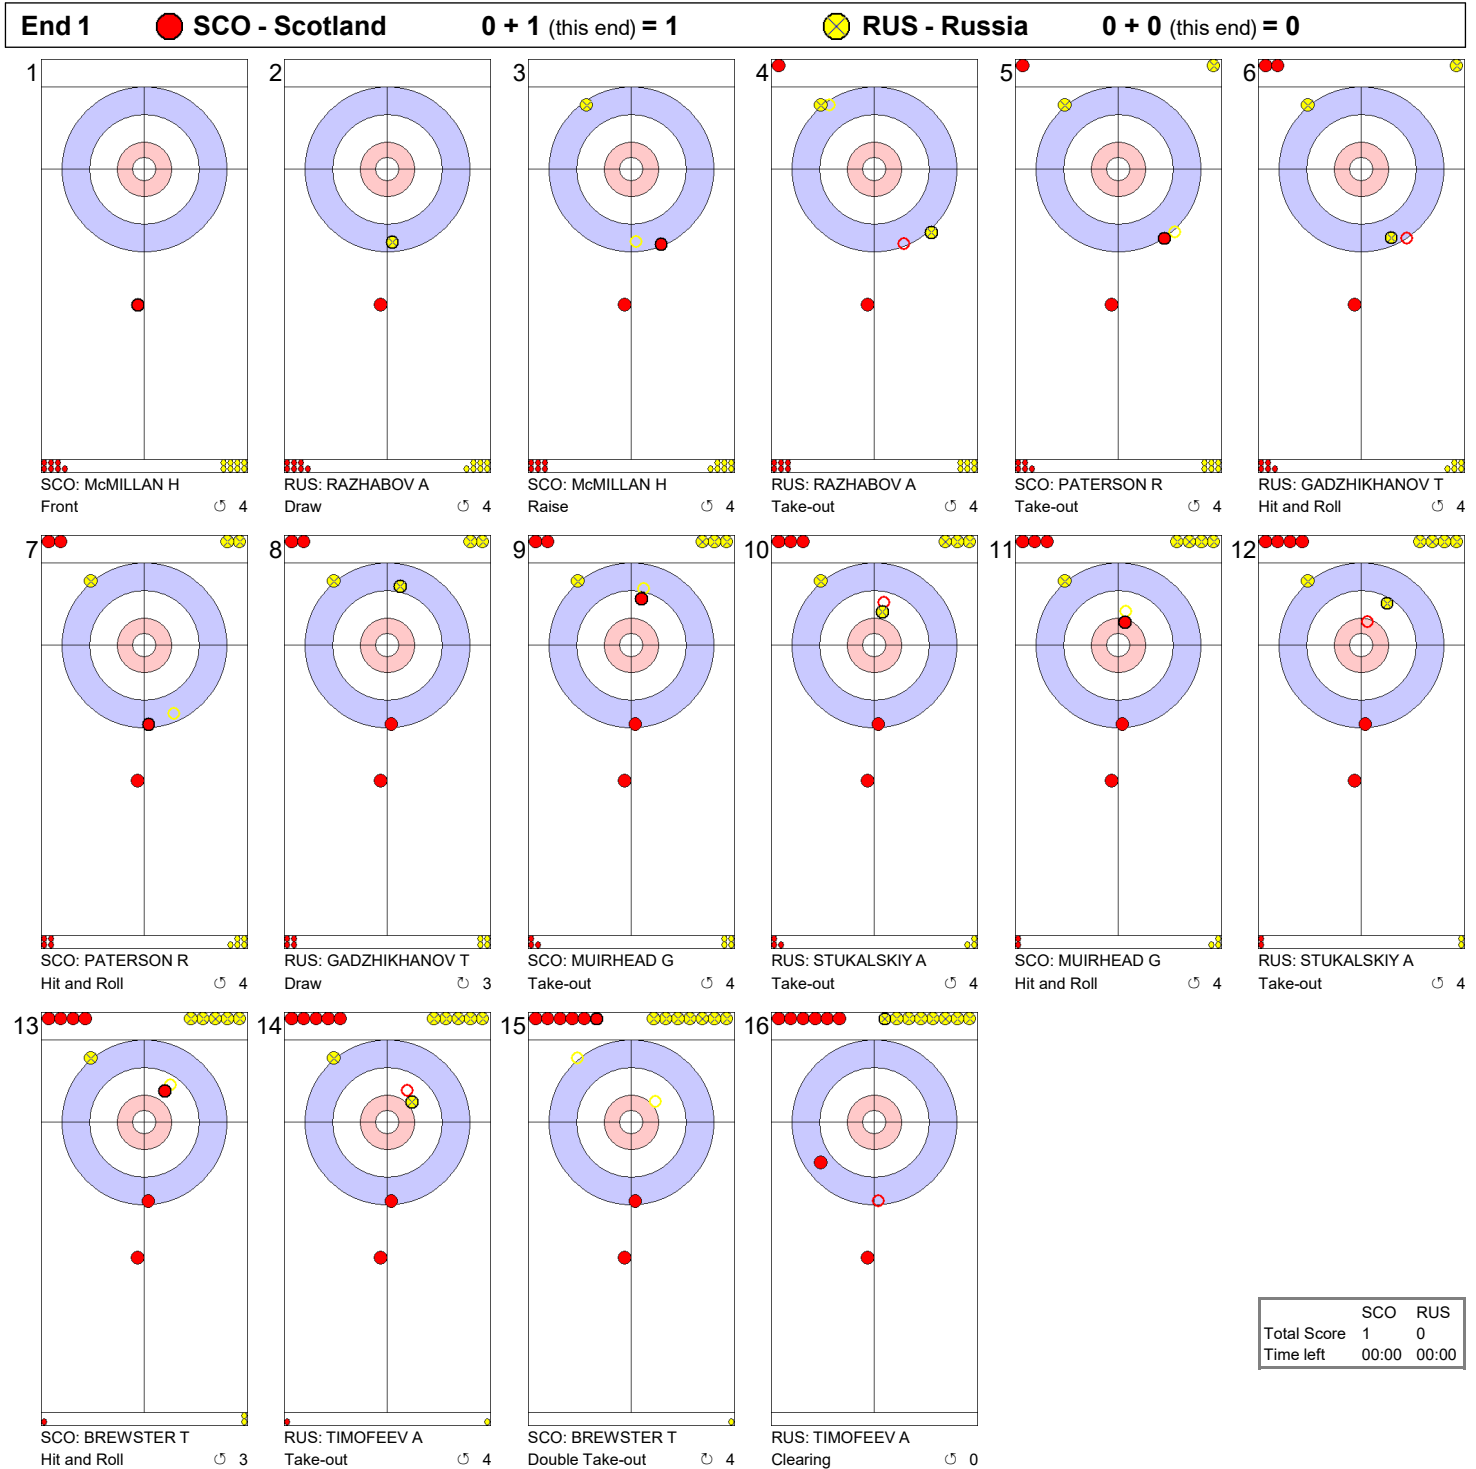 End 1 SCO - Scotland 0 + 1 (this end) = 1 RUS - Russia 0 + 0 (this end) = 0
1 2 3 4 5 6
SCO: McMILLAN H RUS: RAZHABOV A SCO: McMILLAN H RUS: RAZHABOV A SCO: PATERSON R RUS: GADZHIKHANOV T
Front ↺ 4 Draw ↺ 4 Raise ↺ 4 Take-out ↺ 4 Take-out ↺ 4 Hit and Roll ↺ 4
7 8 9 10 11 12
SCO: PATERSON R RUS: GADZHIKHANOV T SCO: MUIRHEAD G RUS: STUKALSKIY A SCO: MUIRHEAD G RUS: STUKALSKIY A
Hit and Roll ↺ 4 Draw ↻ 3 Take-out ↺ 4 Take-out ↺ 4 Hit and Roll ↺ 4 Take-out ↺ 4
13 14 15 16
SCO RUS
Total Score 1 0
Time left 00:00 00:00
SCO: BREWSTER T RUS: TIMOFEEV A SCO: BREWSTER T RUS: TIMOFEEV A
Hit and Roll ↺ 3 Take-out ↺ 4 Double Take-out ↻ 4 Clearing ↺ 0